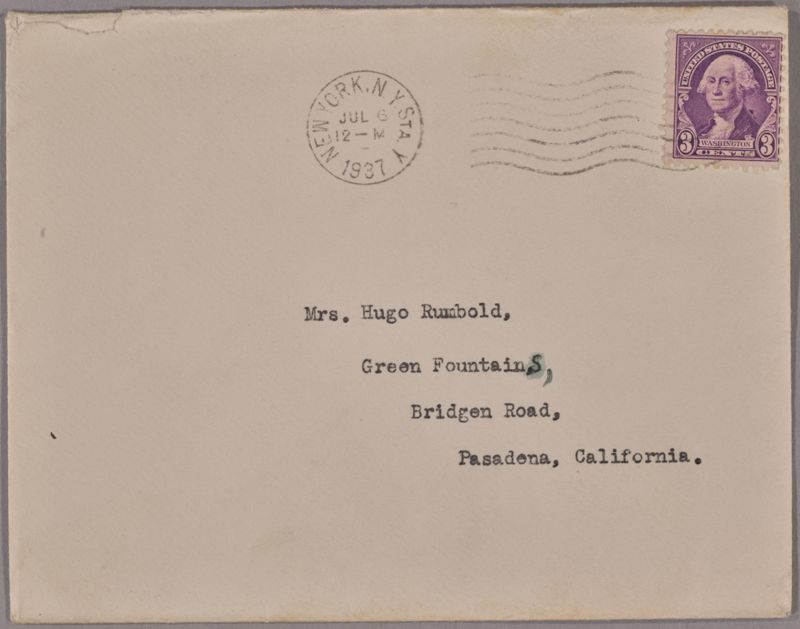 NEW YORK, N.Y. STA. Y
JUL 6
12 – M
1937
UNITED STATES POSTAGE
WASHINGTON
3 CENTS 3
Mrs. Hugo Rumbold,
Green Fountains,
Bridgen Road,
Pasadena, California.